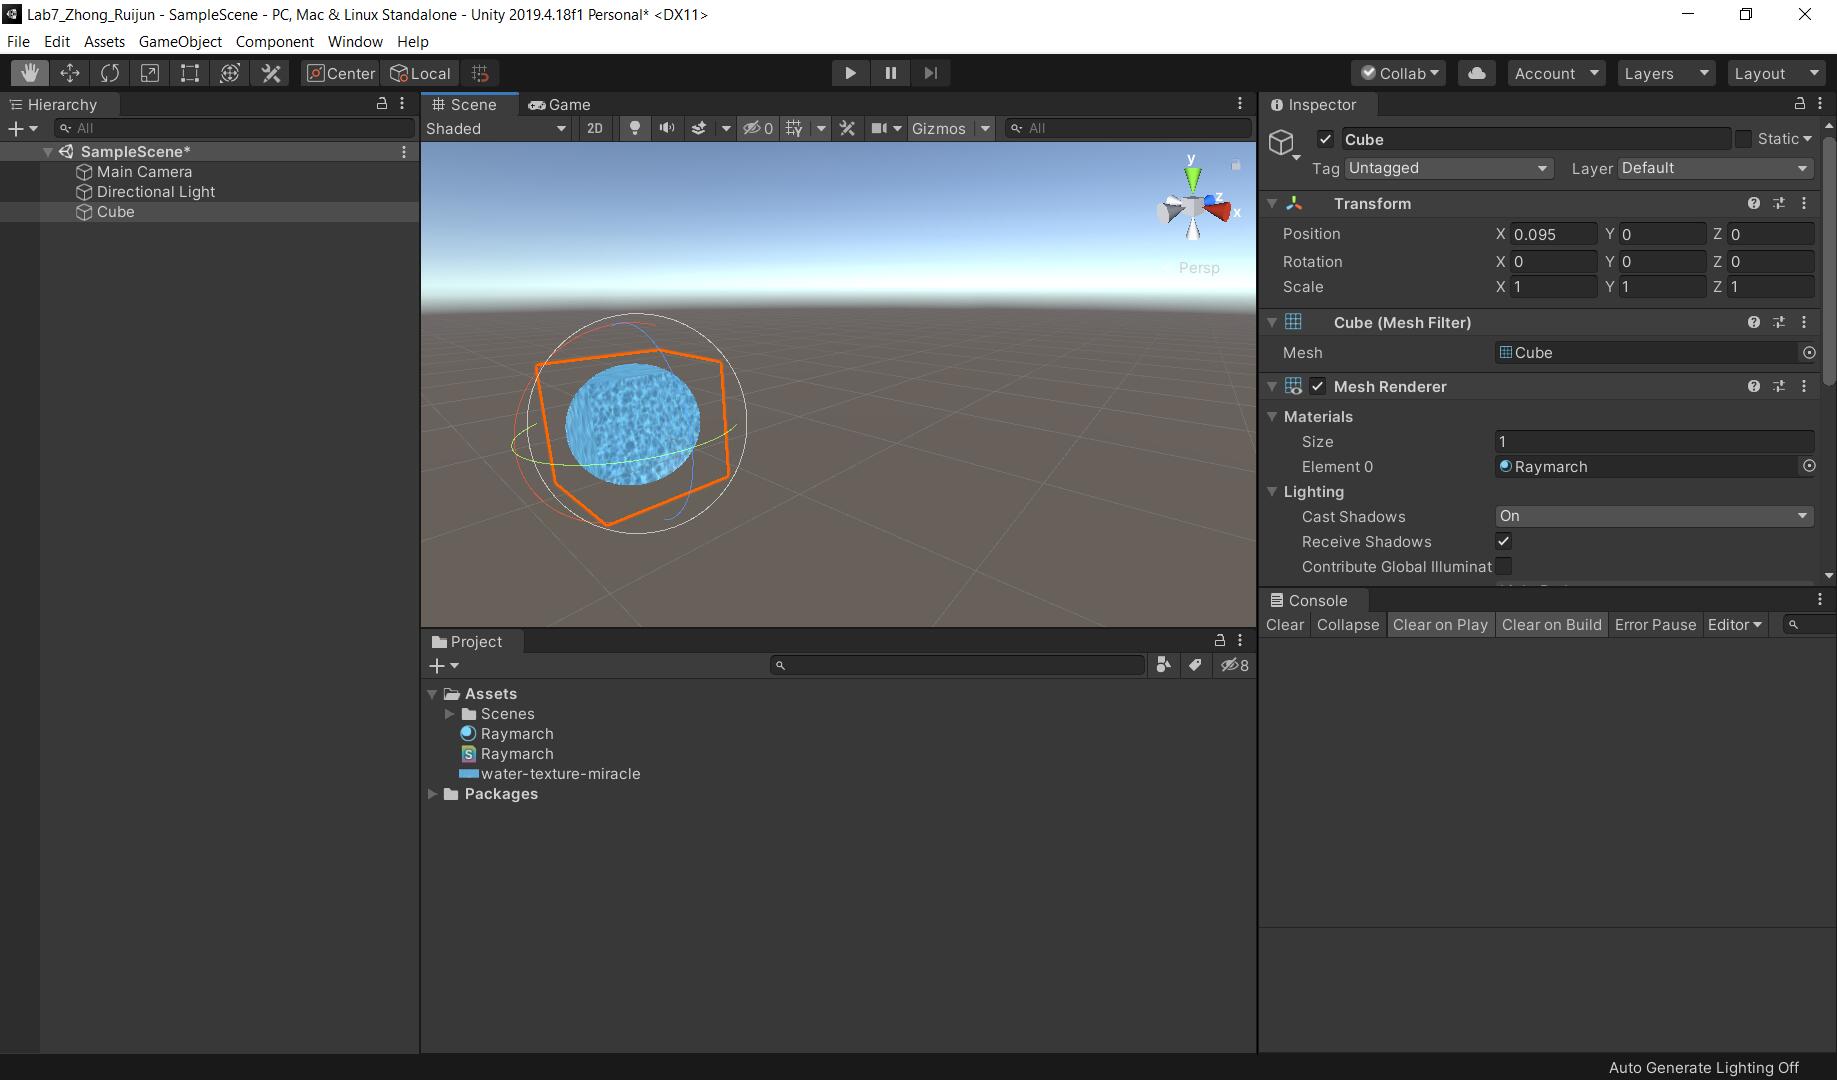 Lab7_Zhong_Ruijun - SampleScene - PC, Mac & Linux Standalone - Unity 2019.4.18f1 Personal* <DX11>
File Edit Assets GameObject Component Window Help
Center Local Collab Account Layers Layout
Hierarchy
All
SampleScene*
Main Camera
Directional Light
Cube
Scene Game
Shaded 2D 0 Gizmos All
y
z
x
Persp
Project
8
Assets
Scenes
Raymarch
Raymarch
water-texture-miracle
Packages
Inspector
Cube Static
Tag Untagged Layer Default
Transform
Position X 0.095 Y 0 Z 0
Rotation X 0 Y 0 Z 0
Scale X 1 Y 1 Z 1
Cube (Mesh Filter)
Mesh Cube
Mesh Renderer
Materials
Size 1
Element 0 Raymarch
Lighting
Cast Shadows On
Receive Shadows
Contribute Global Illuminat
Console
Clear Collapse Clear on Play Clear on Build Error Pause Editor
Auto Generate Lighting Off